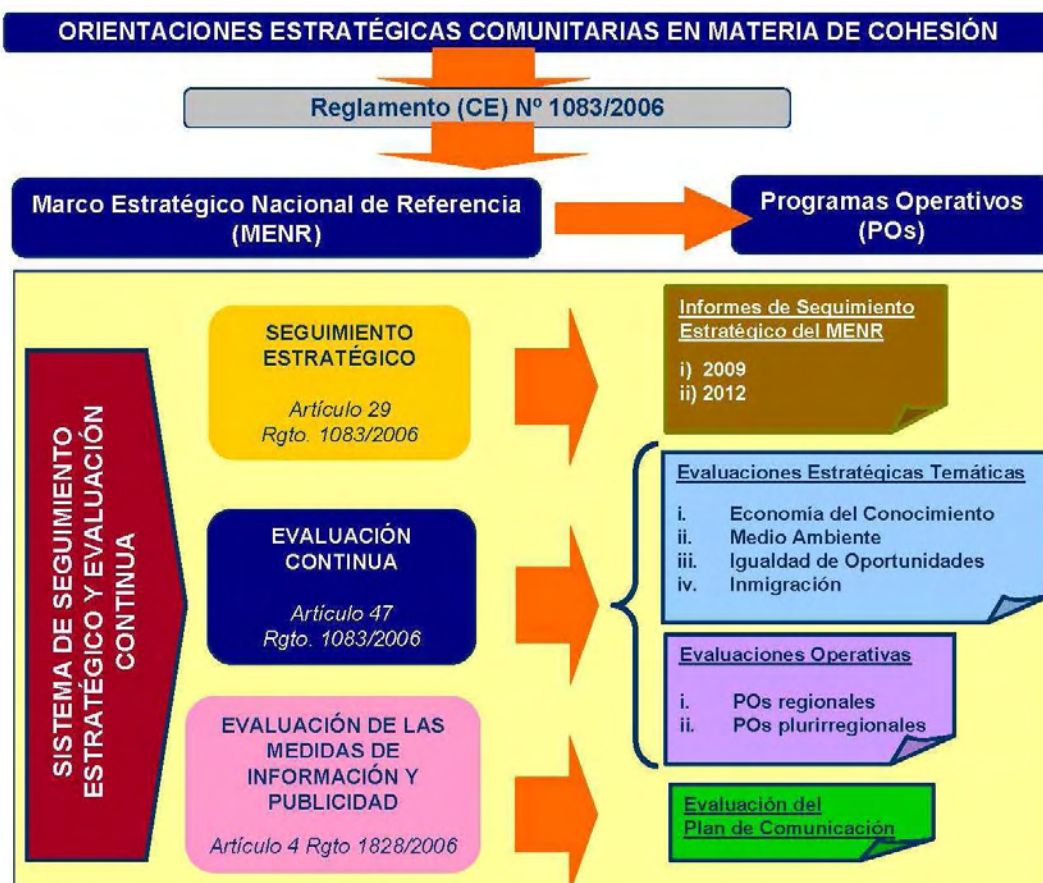 ORIENTACIONES ESTRATÉGICAS COMUNITARIAS EN MATERIA DE COHESIÓN
Reglamento (CE) Nº 1083/2006
Marco Estratégico Nacional de Referencia
(MENR)
Programas Operativos
(POs)
SISTEMA DE SEGUIMIENTO
ESTRATÉGICO Y EVALUACIÓN
CONTINUA
SEGUIMIENTO
ESTRATÉGICO
Artículo 29
Rgto. 1083/2006
Informes de Seguimiento
Estratégico del MENR
i) 2009
ii) 2012
EVALUACIÓN
CONTINUA
Artículo 47
Rgto. 1083/2006
Evaluaciones Estratégicas Temáticas
i. Economía del Conocimiento
ii. Medio Ambiente
iii. Igualdad de Oportunidades
iv. Inmigración
Evaluaciones Operativas
i. POs regionales
ii. POs plurirregionales
EVALUACIÓN DE LAS
MEDIDAS DE
INFORMACIÓN Y
PUBLICIDAD
Artículo 4 Rgto 1828/2006
Evaluación del
Plan de Comunicación